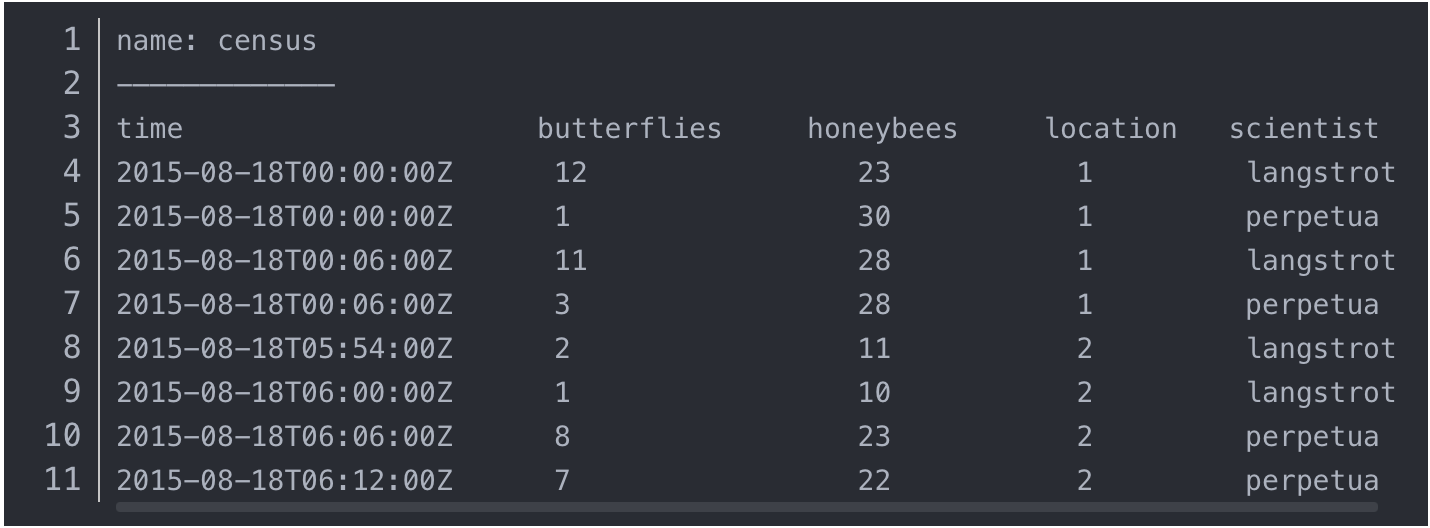 1 name: census
2 —————————————
3 time butterflies honeybees location scientist
4 2015-08-18T00:00:00Z 12 23 1 langstrot
5 2015-08-18T00:00:00Z 1 30 1 perpetua
6 2015-08-18T00:06:00Z 11 28 1 langstrot
7 2015-08-18T00:06:00Z 3 28 1 perpetua
8 2015-08-18T05:54:00Z 2 11 2 langstrot
9 2015-08-18T06:00:00Z 1 10 2 langstrot
10 2015-08-18T06:06:00Z 8 23 2 perpetua
11 2015-08-18T06:12:00Z 7 22 2 perpetua